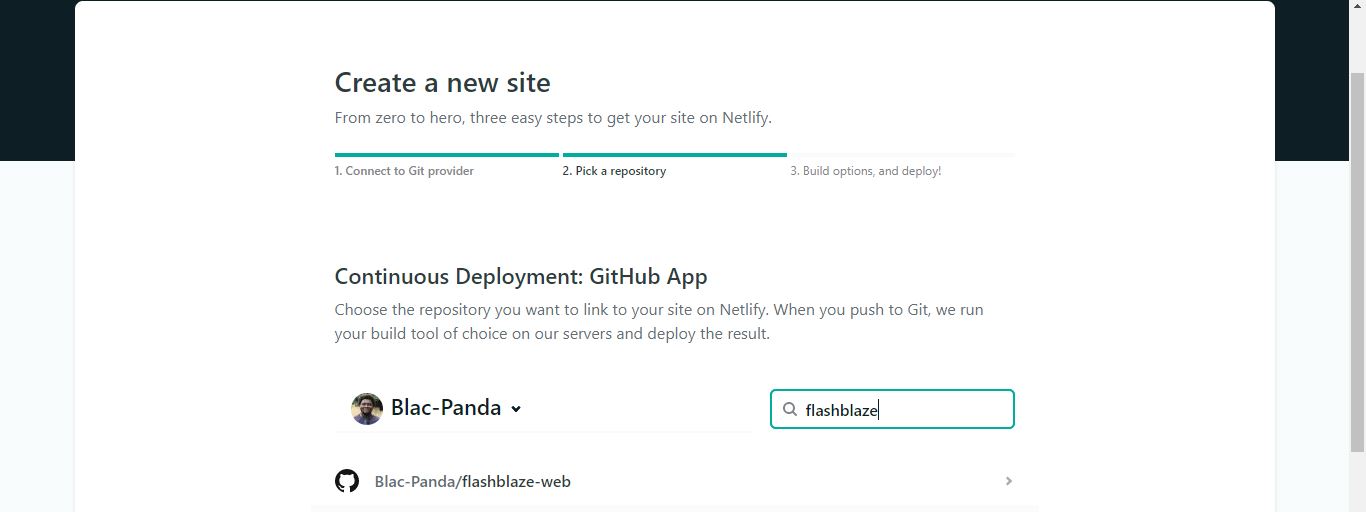 Create a new site
From zero to hero, three easy steps to get your site on Netlify.
1. Connect to Git provider
2. Pick a repository
3. Build options, and deploy!
Continuous Deployment: GitHub App
Choose the repository you want to link to your site on Netlify. When you push to Git, we run
your build tool of choice on our servers and deploy the result.
Blac-Panda
flashblaze
Blac-Panda/flashblaze-web